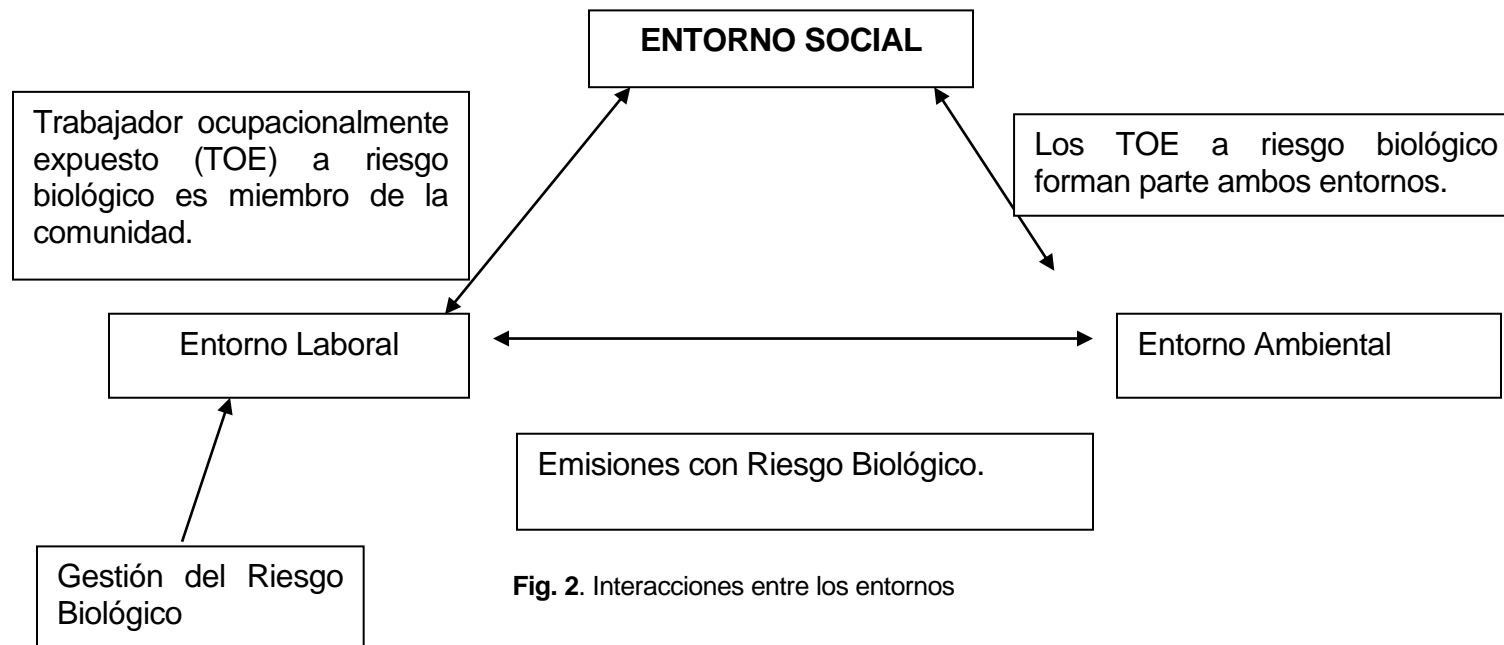 ENTORNO SOCIAL
Trabajador ocupacionalmente
expuesto (TOE) a riesgo
biológico es miembro de la
comunidad.
Los TOE a riesgo biológico
forman parte ambos entornos.
Entorno Laboral
Entorno Ambiental
Emisiones con Riesgo Biológico.
Gestión del Riesgo
Biológico
Fig. 2. Interacciones entre los entornos